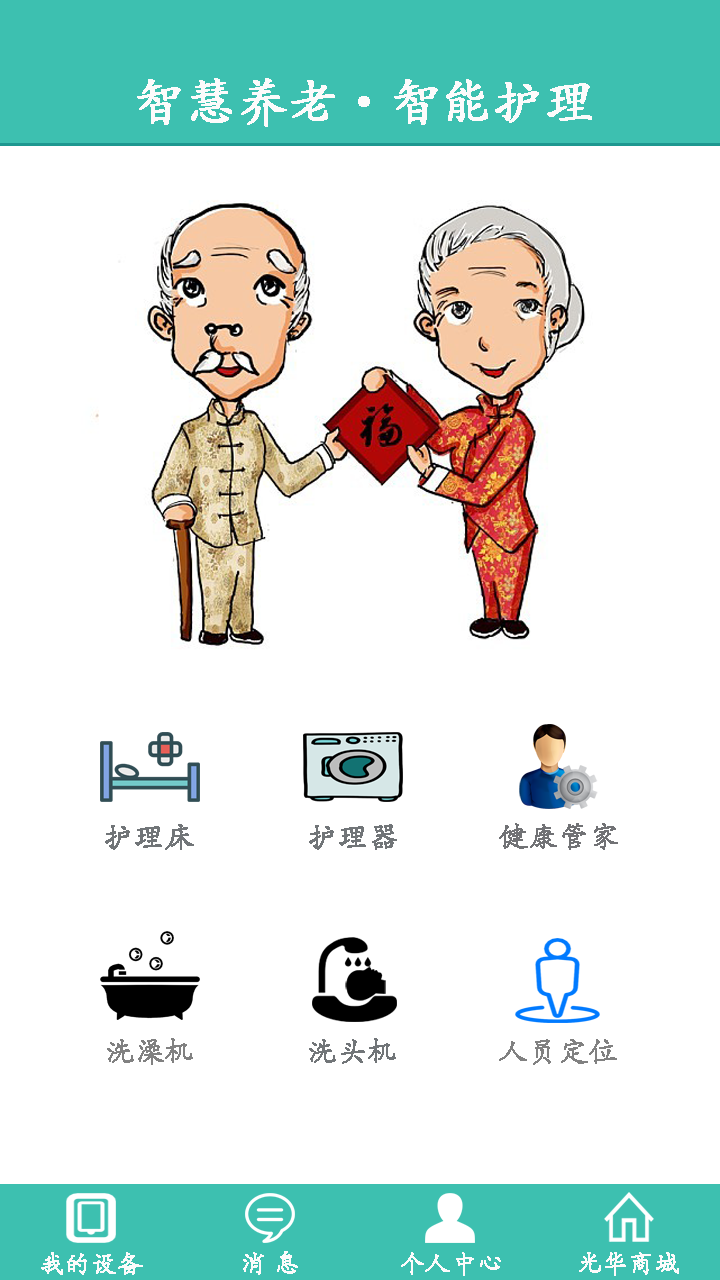 智慧养老·智能护理
福
护理床 护理器 健康管家
洗澡机 洗头机 人员定位
我的设备 消息 个人中心 光华商城